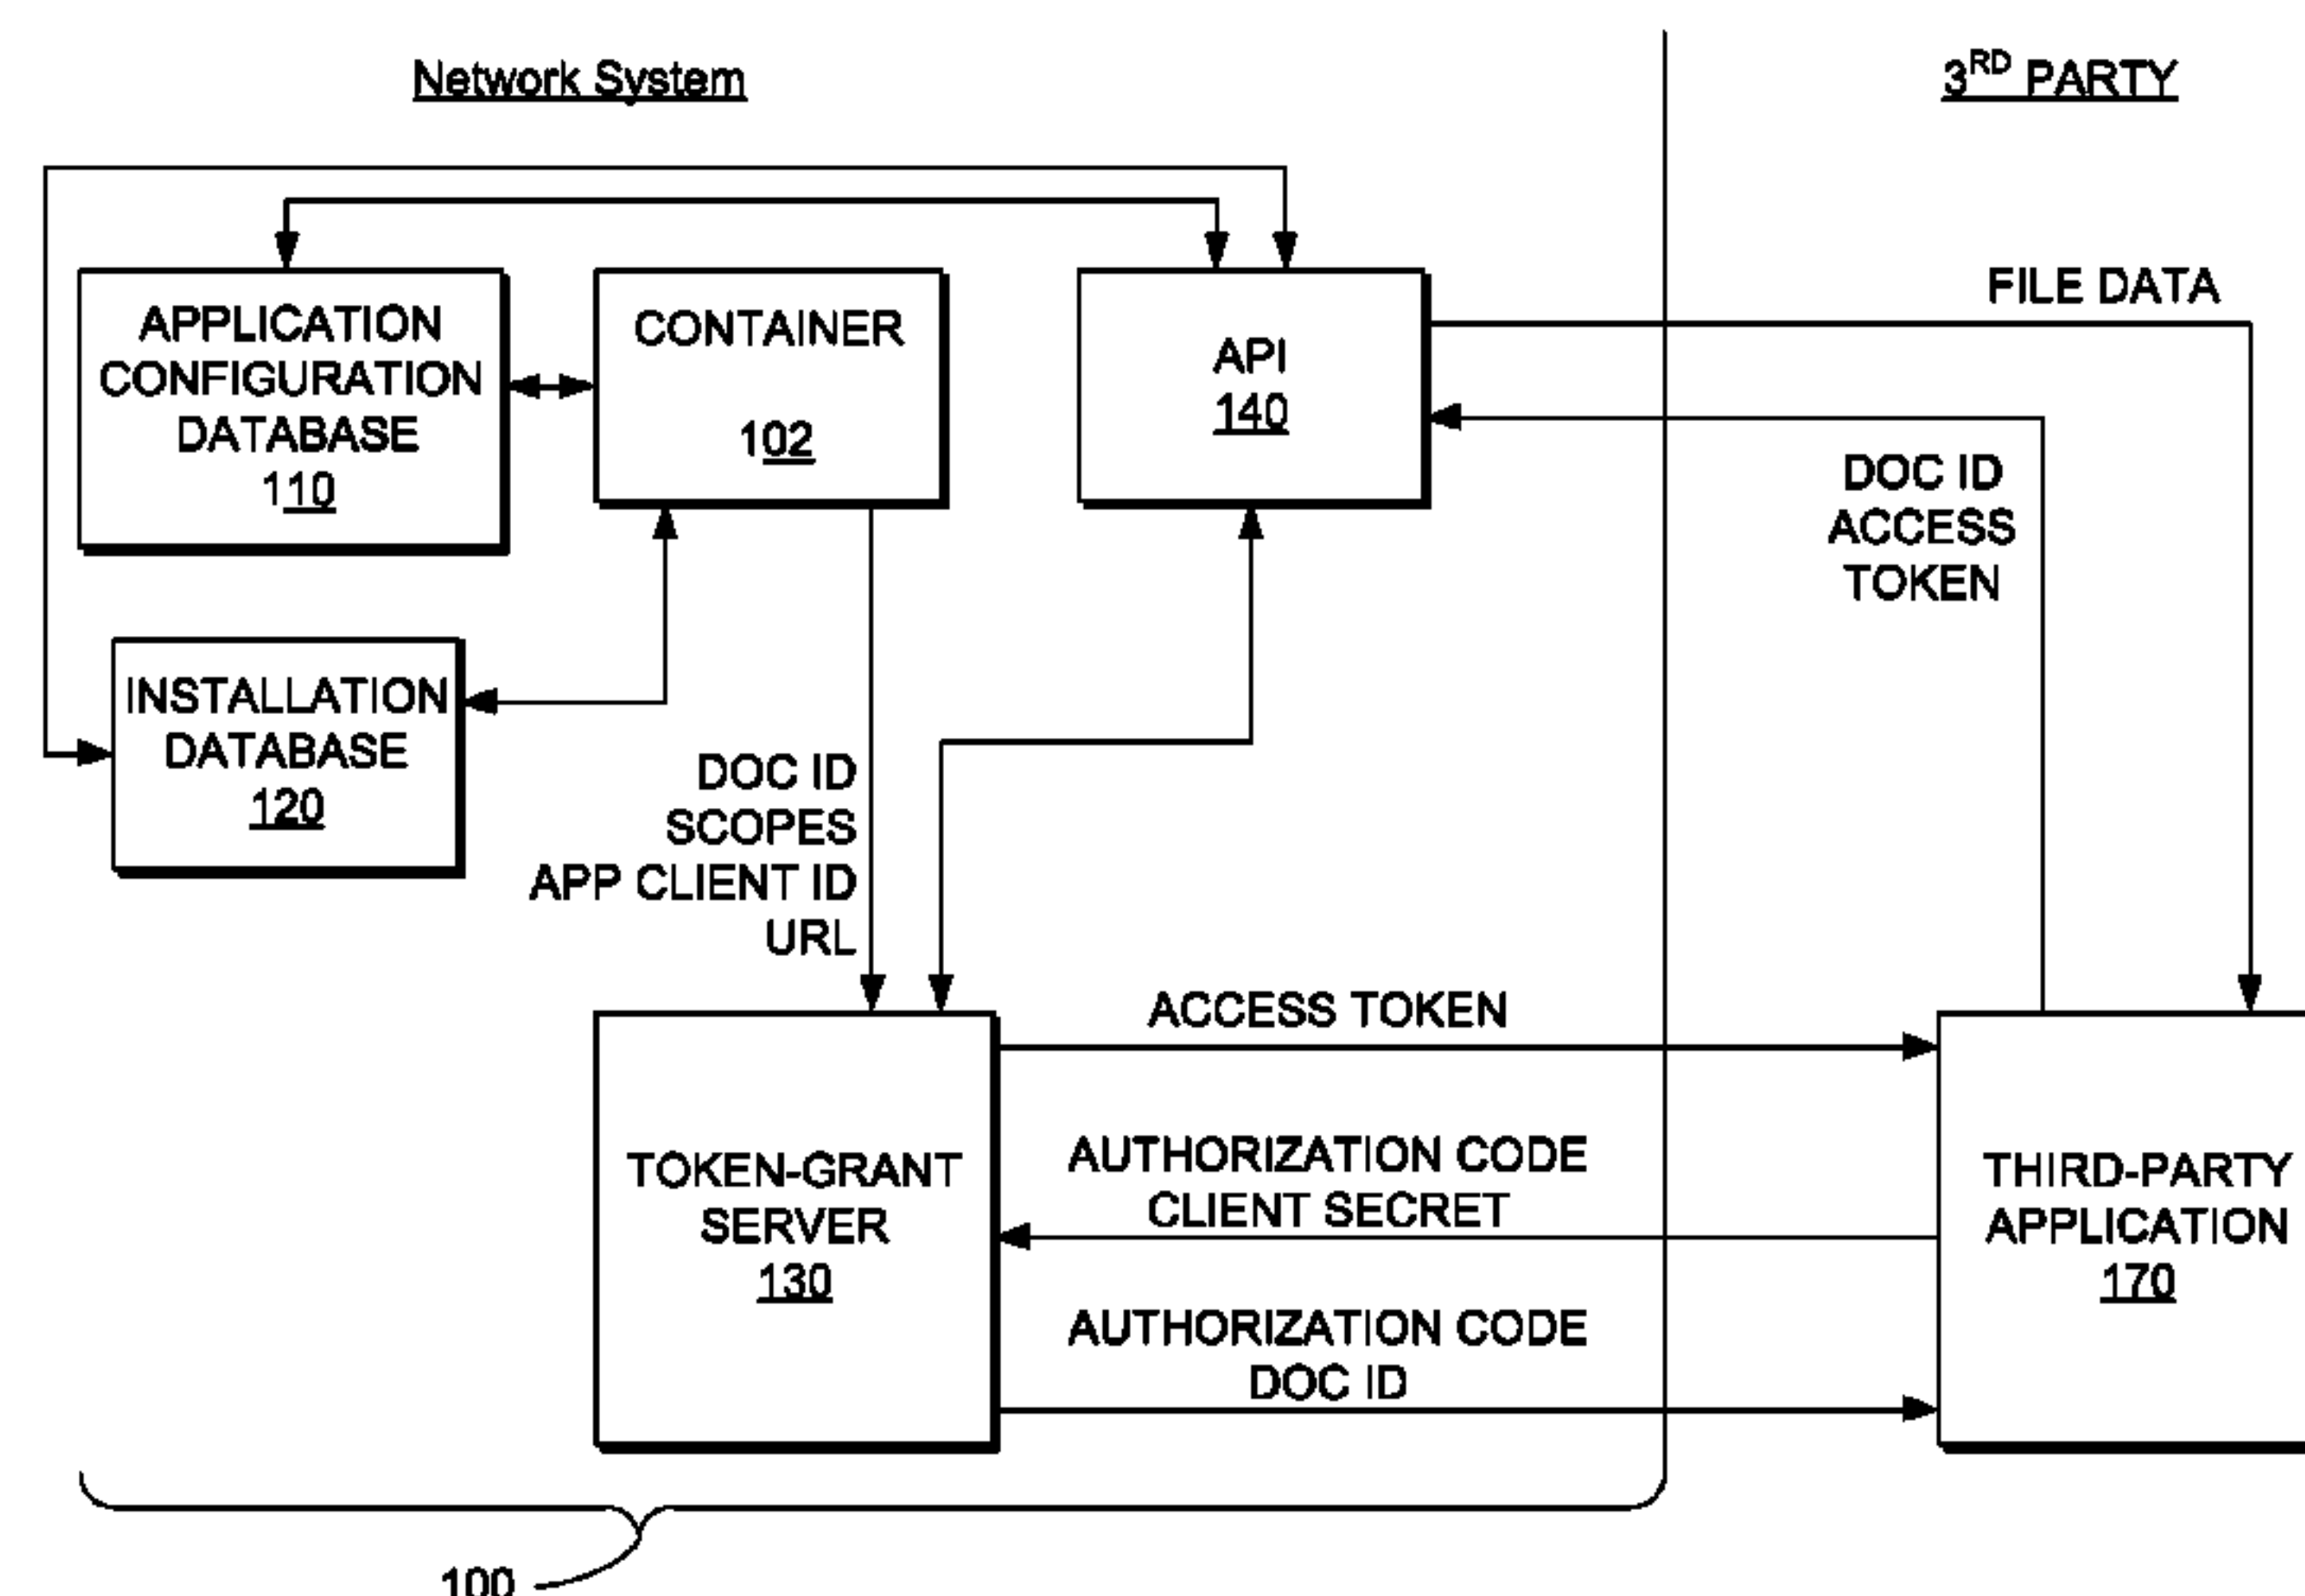 Network System
3RD PARTY
APPLICATION
CONFIGURATION
DATABASE
110
CONTAINER
102
API
140
FILE DATA
DOC ID
ACCESS
TOKEN
INSTALLATION
DATABASE
120
DOC ID
SCOPES
APP CLIENT ID
URL
ACCESS TOKEN
TOKEN-GRANT
SERVER
130
AUTHORIZATION CODE
CLIENT SECRET
AUTHORIZATION CODE
DOC ID
THIRD-PARTY
APPLICATION
170
100